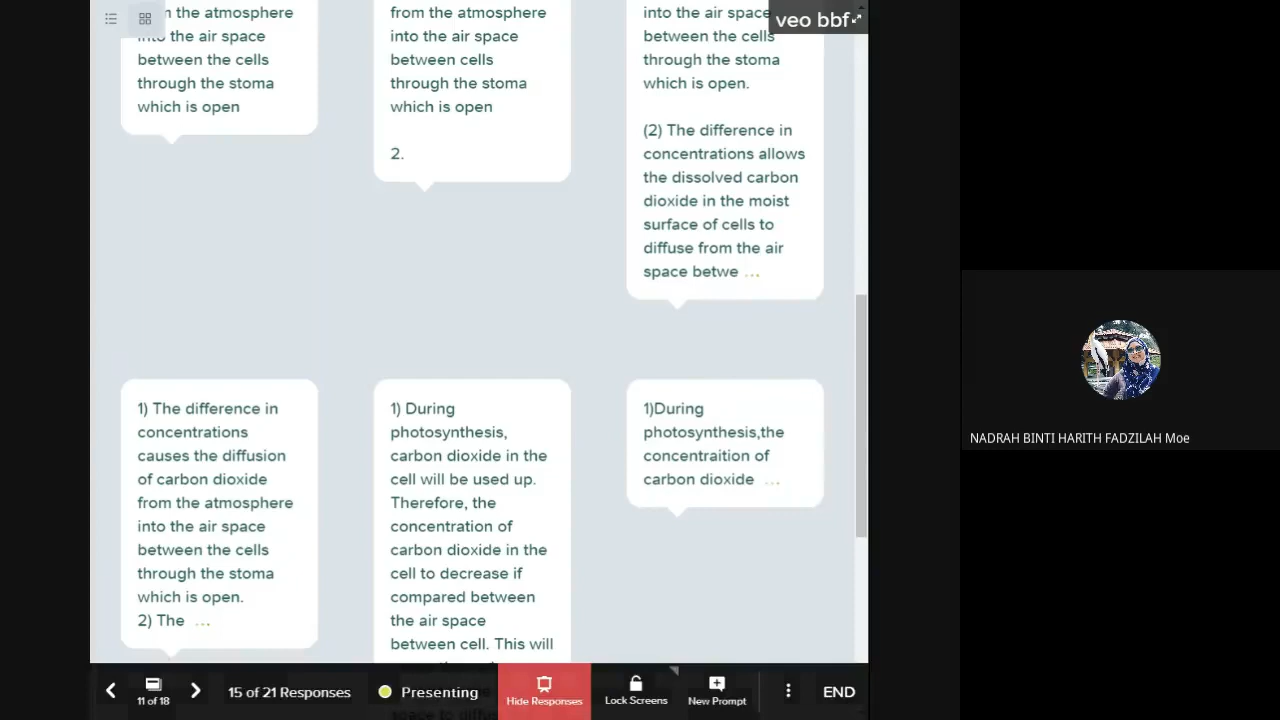 m the atmosphere
into the air space
between the cells
through the stoma
which is open
from the atmosphere
into the air space
between cells
through the stoma
which is open
2.
into the air space
between the cells
through the stoma
which is open.
(2) The difference in
concentrations allows
the dissolved carbon
dioxide in the moist
surface of cells to
diffuse from the air
space betwe ...
veo bbf
1) The difference in
concentrations
causes the diffusion
of carbon dioxide
from the atmosphere
into the air space
between the cells
through the stoma
which is open.
2) The ...
1) During
photosynthesis,
carbon dioxide in the
cell will be used up.
Therefore, the
concentration of
carbon dioxide in the
cell to decrease if
compared between
the air space
between cell. This will
1)During
photosynthesis,the
concentraition of
carbon dioxide ...
NADRAH BINTI HARITH FADZILAH Moe
11 of 18
15 of 21 Responses
Presenting
Hide Responses
Lock Screens
New Prompt
END